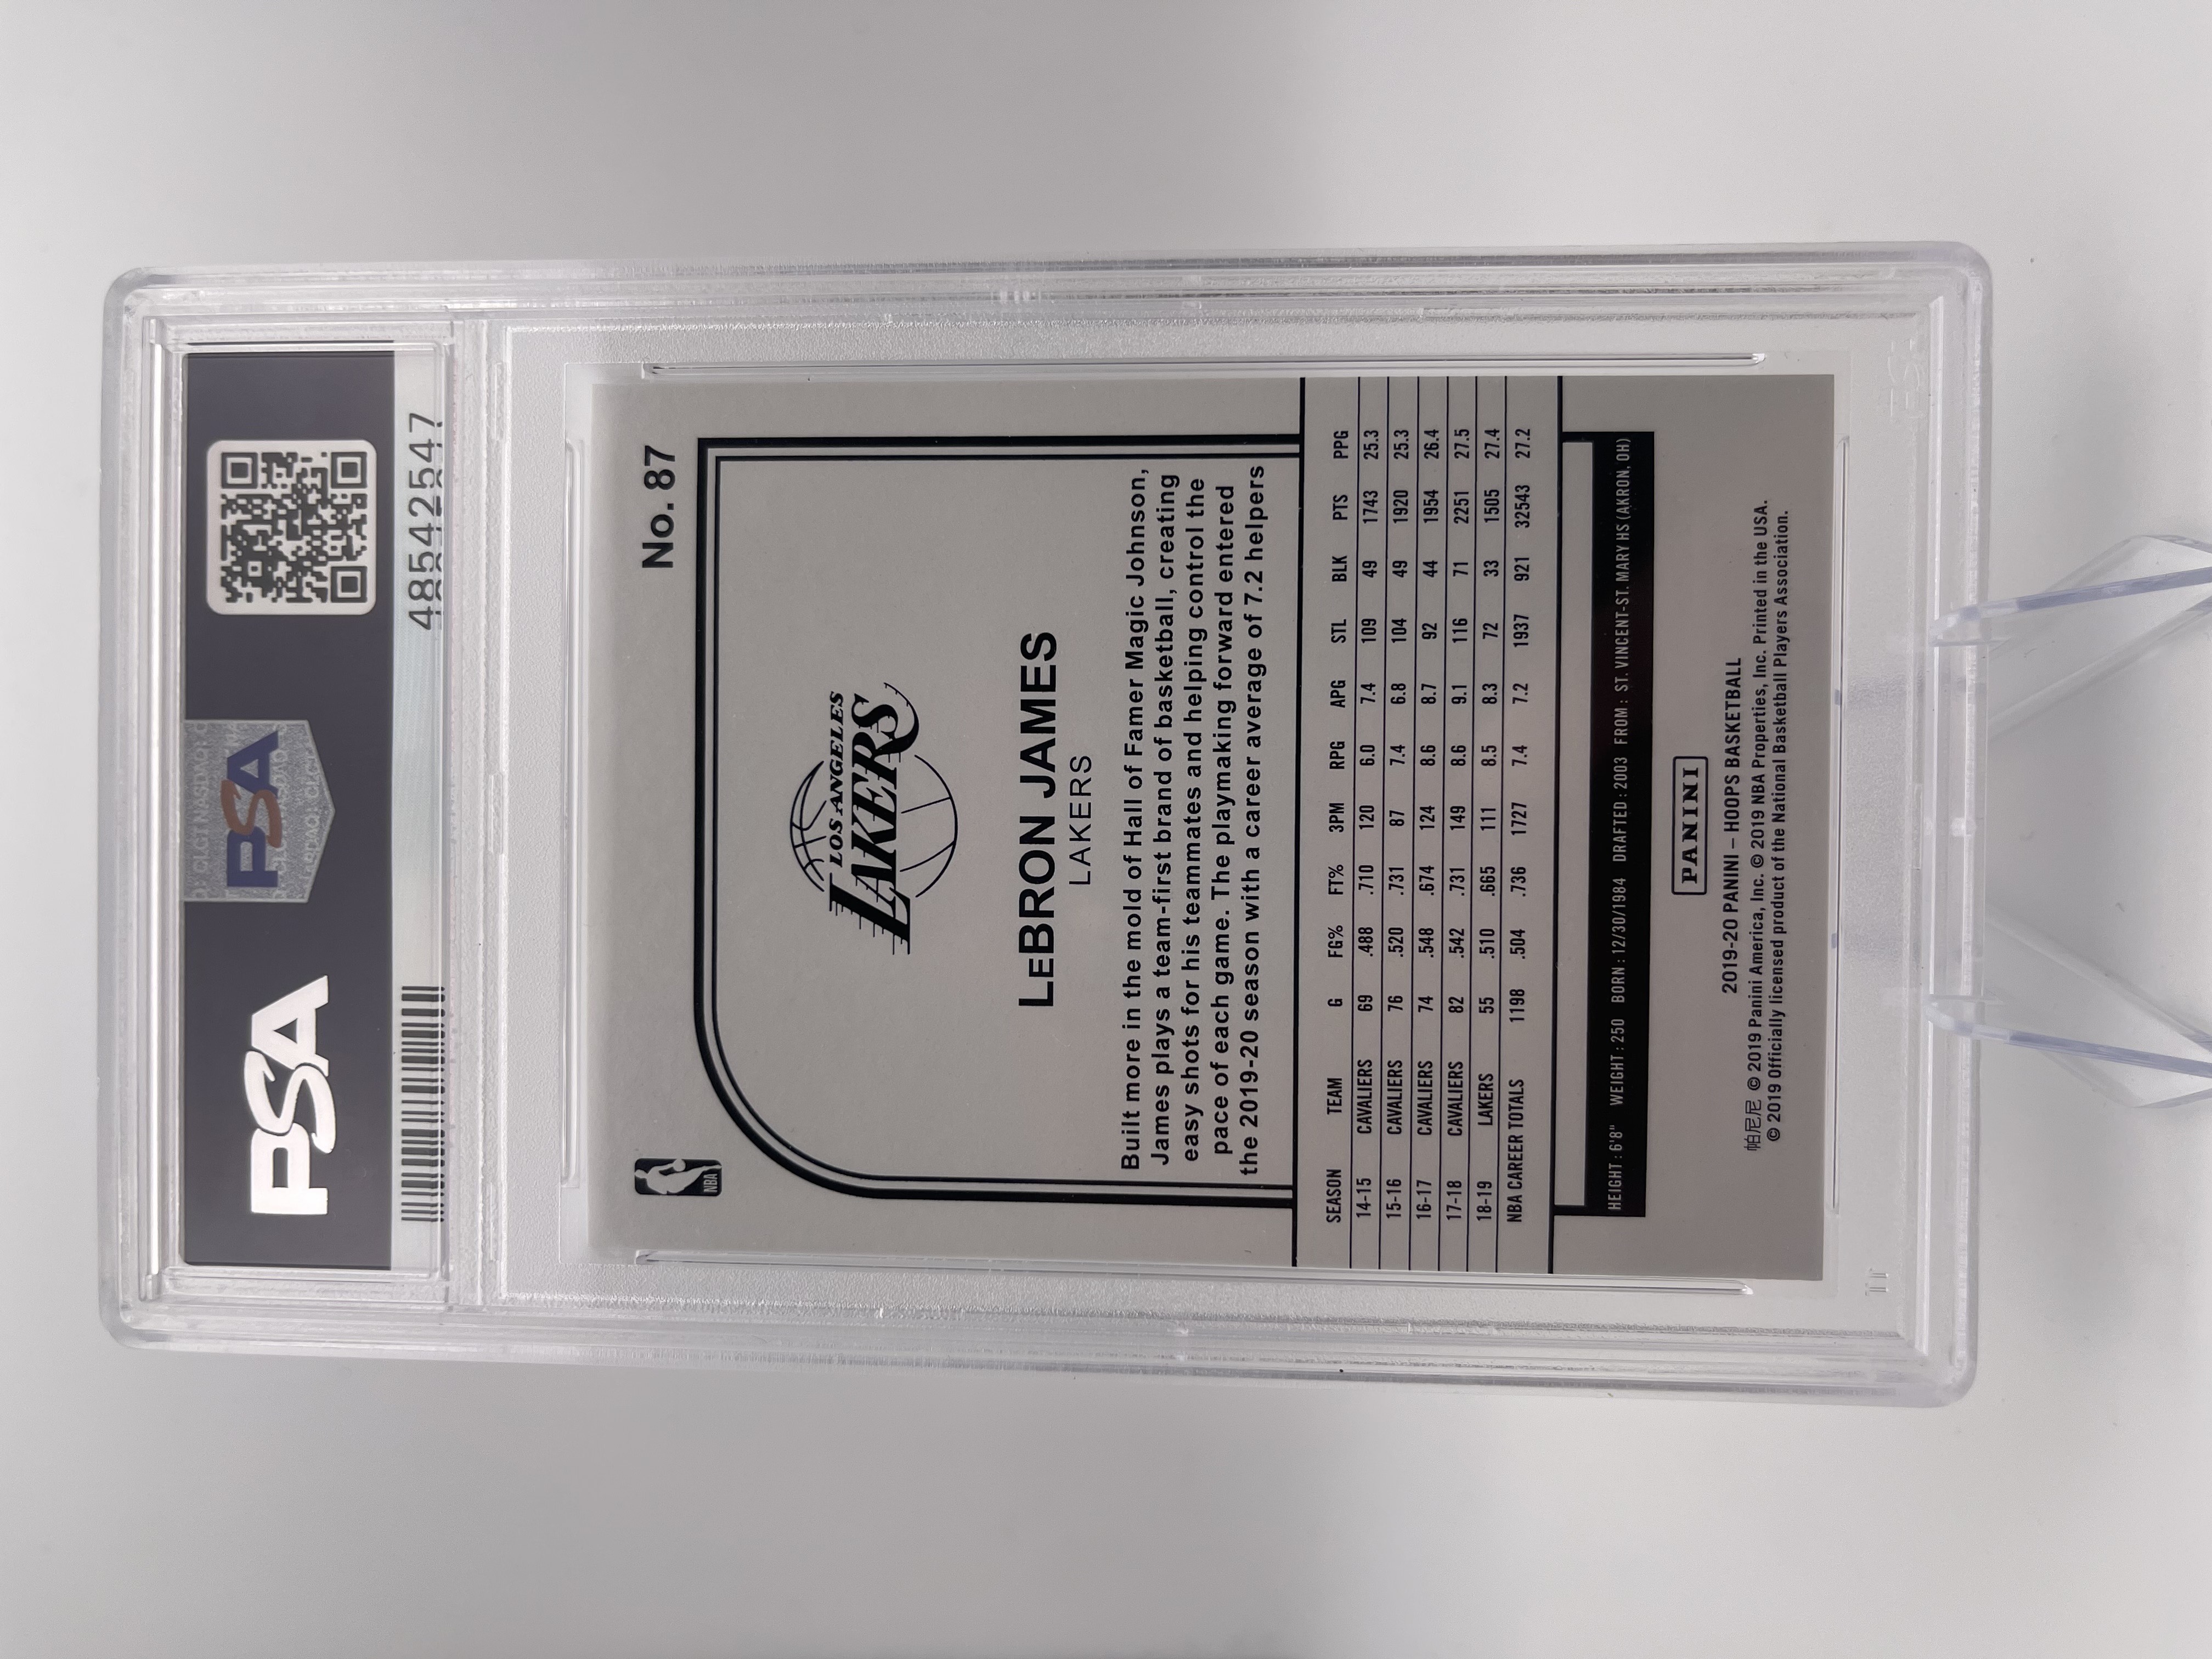 PSA
PSA
48542547
NBA
No. 87
LOS ANGELES
LAKERS
LEBRON JAMES
LAKERS
Built more in the mold of Hall of Famer Magic Johnson,
James plays a team-first brand of basketball, creating
easy shots for his teammates and helping control the
pace of each game. The playmaking forward entered
the 2019-20 season with a career average of 7.2 helpers
SEASON TEAM G FG% FT% 3PM RPG APG STL BLK PTS PPG
14-15 CAVALIERS 69 .488 .710 120 6.0 7.4 109 49 1743 25.3
15-16 CAVALIERS 76 .520 .731 87 7.4 6.8 104 49 1920 25.3
16-17 CAVALIERS 74 .548 .674 124 8.6 8.7 92 44 1954 26.4
17-18 CAVALIERS 82 .542 .731 149 8.6 9.1 116 71 2251 27.5
18-19 LAKERS 55 .510 .665 111 8.5 8.3 72 33 1505 27.4
NBA CAREER TOTALS 1198 .504 .736 1727 7.4 7.2 1937 921 32543 27.2
HEIGHT : 6'8" WEIGHT : 250 BORN : 12/30/1984 DRAFTED : 2003 FROM : ST. VINCENT-ST. MARY HS (AKRON, OH)
PANINI
2019-20 PANINI – HOOPS BASKETBALL
帕尼尼 © 2019 Panini America, Inc. © 2019 NBA Properties, Inc. Printed in the USA.
© 2019 Officially licensed product of the National Basketball Players Association.